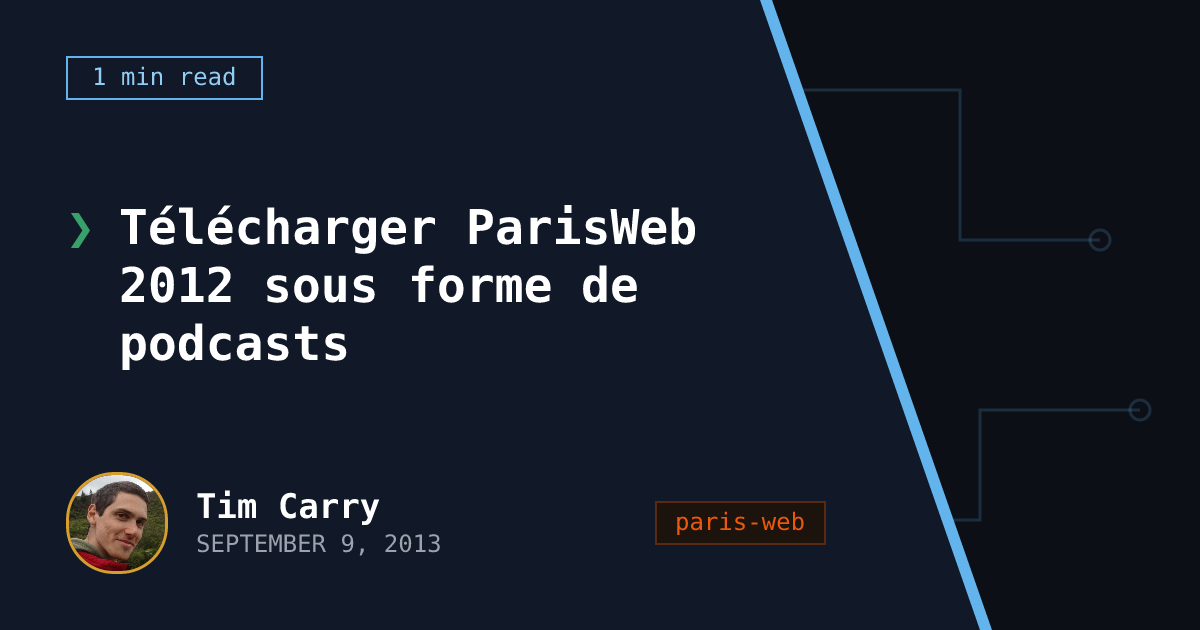 1 min read
❯ Télécharger ParisWeb
2012 sous forme de
podcasts
Tim Carry
SEPTEMBER 9, 2013
paris-web